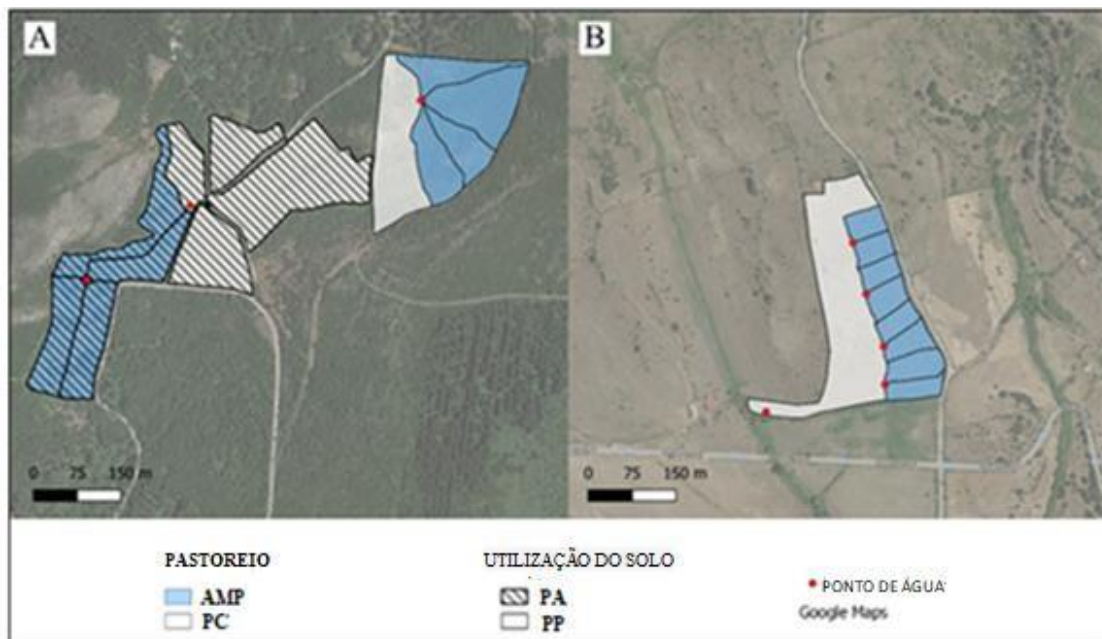 A
B
0 75 150 m
0 75 150 m
PASTOREIO
UTILIZAÇÃO DO SOLO
AMP
PC
PA
PP
PONTO DE ÁGUA
Google Maps